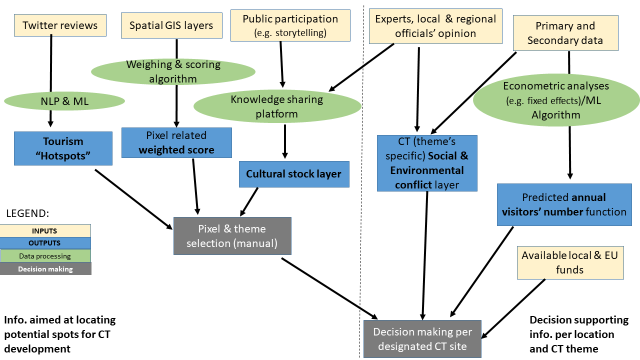 Twitter reviews
Spatial GIS layers
Public participation
(e.g. storytelling)
Experts, local & regional
officials' opinion
Primary and
Secondary data
Weighing & scoring
algorithm
NLP & ML
Knowledge sharing
platform
Econometric analyses
(e.g. fixed effects)/ML
Algorithm
Tourism
"Hotspots"
Pixel related
weighted score
Cultural stock layer
CT (theme's
specific) Social &
Environmental
conflict layer
Predicted annual
visitors' number function
LEGEND:
INPUTS
OUTPUTS
Data processing
Decision making
Pixel & theme
selection (manual)
Available local & EU
funds
Info. aimed at locating
potential spots for CT
development
Decision making per
designated CT site
Decision supporting
info. per location
and CT theme